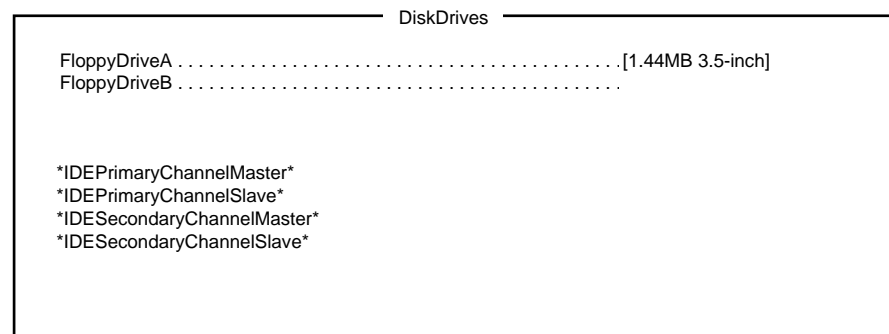 DiskDrives
FloppyDriveA . . . . . . . . . . . . . . . . . . . . . . . . . . . . . . . . . . . . . . . . . . . [1.44MB 3.5-inch]
FloppyDriveB . . . . . . . . . . . . . . . . . . . . . . . . . . . . . . . . . . . . . . . . . . .
*IDEPrimaryChannelMaster*
*IDEPrimaryChannelSlave*
*IDESecondaryChannelMaster*
*IDESecondaryChannelSlave*